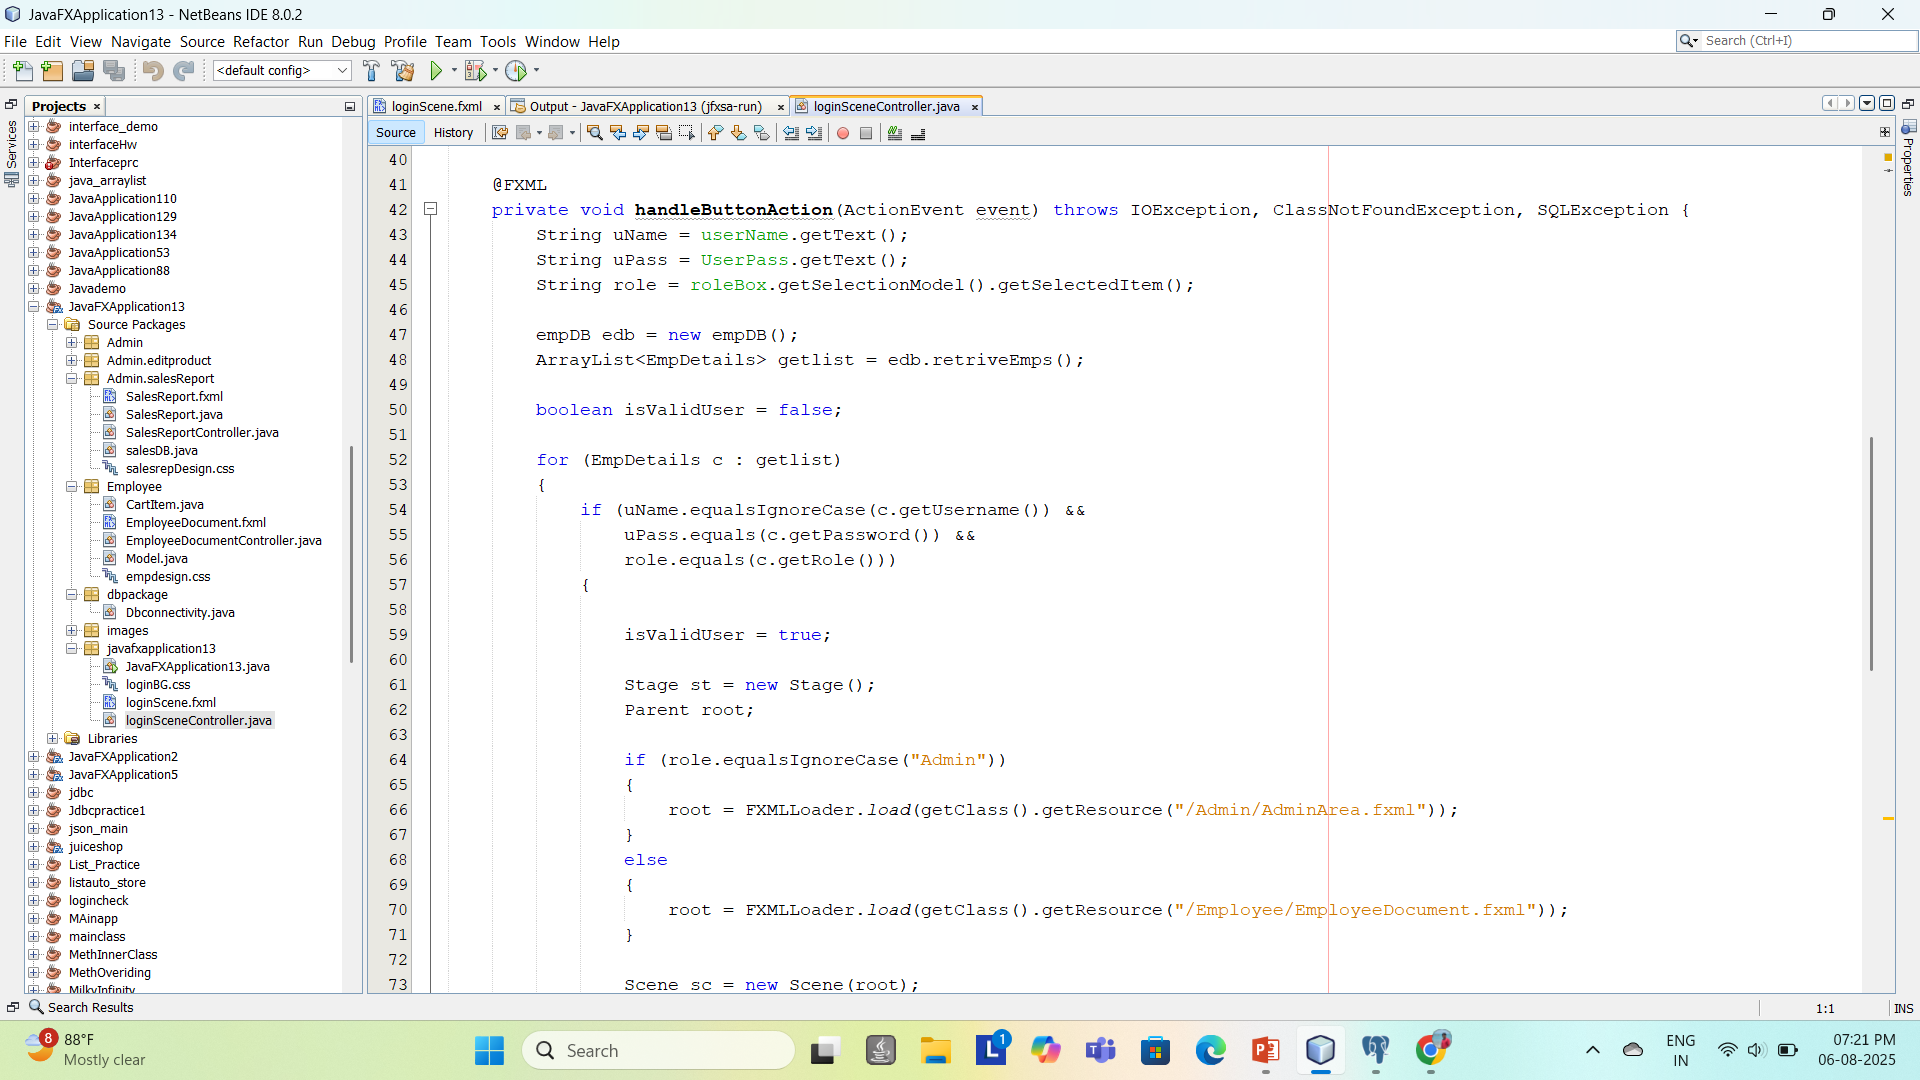 JavaFXApplication13 - NetBeans IDE 8.0.2
File Edit View Navigate Source Refactor Run Debug Profile Team Tools Window Help
Search (Ctrl+I)
<default config>
Services
Projects
interface_demo
interfaceHw
Interfaceprc
java_arraylist
JavaApplication110
JavaApplication129
JavaApplication134
JavaApplication53
JavaApplication88
Javademo
JavaFXApplication13
Source Packages
Admin
Admin.editproduct
Admin.salesReport
SalesReport.fxml
SalesReport.java
SalesReportController.java
salesDB.java
salesrepDesign.css
Employee
CartItem.java
EmployeeDocument.fxml
EmployeeDocumentController.java
Model.java
empdesign.css
dbpackage
Dbconnectivity.java
images
javafxapplication13
JavaFXApplication13.java
loginBG.css
loginScene.fxml
loginSceneController.java
Libraries
JavaFXApplication2
JavaFXApplication5
jdbc
Jdbcpractice1
json_main
juiceshop
List_Practice
listauto_store
logincheck
MAinapp
mainclass
MethInnerClass
MethOveriding
MilkyInfinity
loginScene.fxml
Output - JavaFXApplication13 (jfxsa-run)
loginSceneController.java
Source History
40
41 @FXML
42 private void handleButtonAction(ActionEvent event) throws IOException, ClassNotFoundException, SQLException {
43 String uName = userName.getText();
44 String uPass = UserPass.getText();
45 String role = roleBox.getSelectionModel().getSelectedItem();
46
47 empDB edb = new empDB();
48 ArrayList<EmpDetails> getlist = edb.retriveEmps();
49
50 boolean isValidUser = false;
51
52 for (EmpDetails c : getlist)
53 {
54 if (uName.equalsIgnoreCase(c.getUsername()) &&
55 uPass.equals(c.getPassword()) &&
56 role.equals(c.getRole()))
57 {
58
59 isValidUser = true;
60
61 Stage st = new Stage();
62 Parent root;
63
64 if (role.equalsIgnoreCase("Admin"))
65 {
66 root = FXMLLoader.load(getClass().getResource("/Admin/AdminArea.fxml"));
67 }
68 else
69 {
70 root = FXMLLoader.load(getClass().getResource("/Employee/EmployeeDocument.fxml"));
71 }
72
73 Scene sc = new Scene(root);
Properties
Search Results
1:1
INS
8
88°F
Mostly clear
Search
L
1
ENG
IN
07:21 PM
06-08-2025